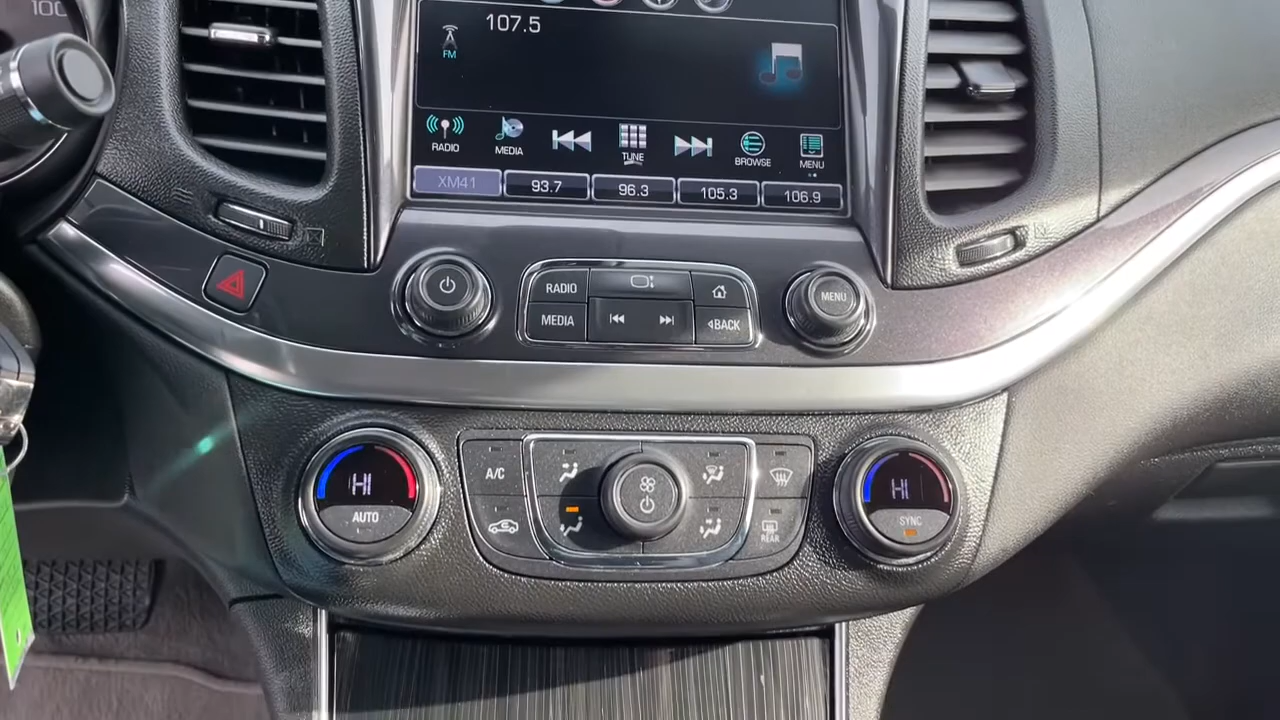 100
107.5
FM
RADIO
MEDIA
TUNE
BROWSE
MENU
XM41
93.7
96.3
105.3
106.9
RADIO
MEDIA
BACK
MENU
HI
AUTO
A/C
REAR
HI
SYNC